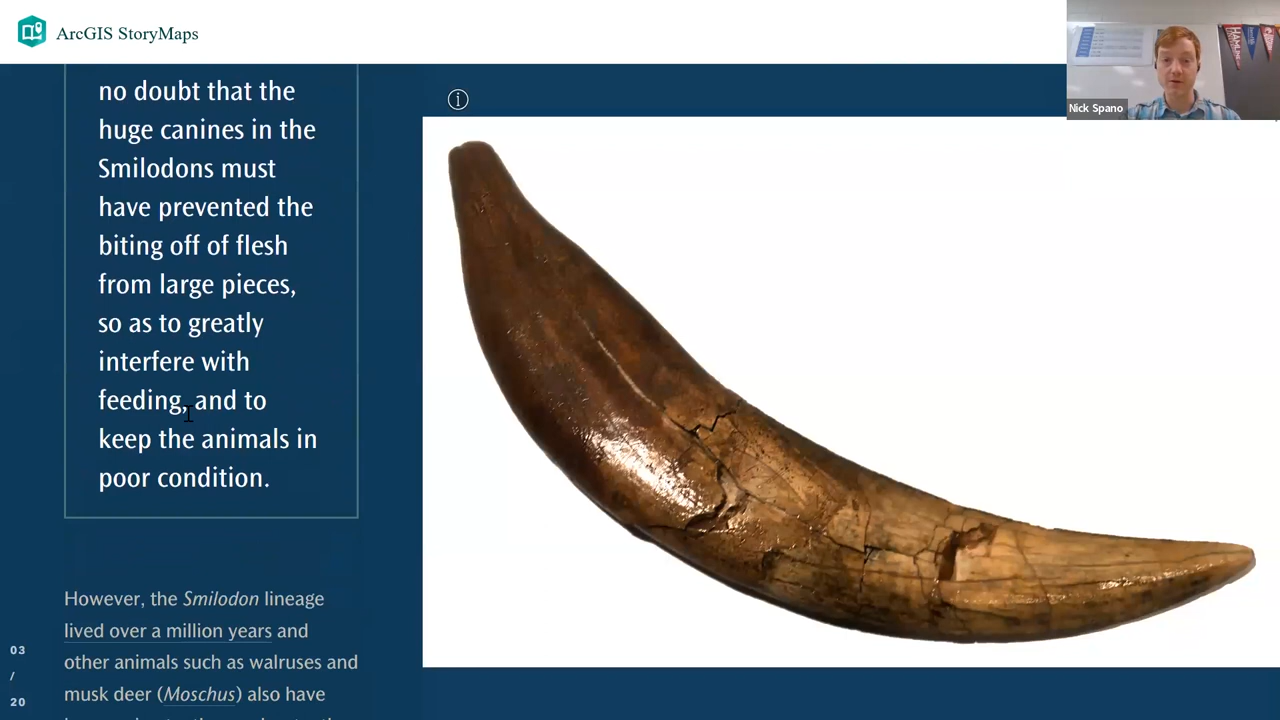 ArcGIS StoryMaps
Nick Spano
HAMLINE
no doubt that the
huge canines in the
Smilodons must
have prevented the
biting off of flesh
from large pieces,
so as to greatly
interfere with
feeding, and to
keep the animals in
poor condition.
However, the Smilodon lineage
lived over a million years and
other animals such as walruses and
musk deer (Moschus) also have
03
/
20